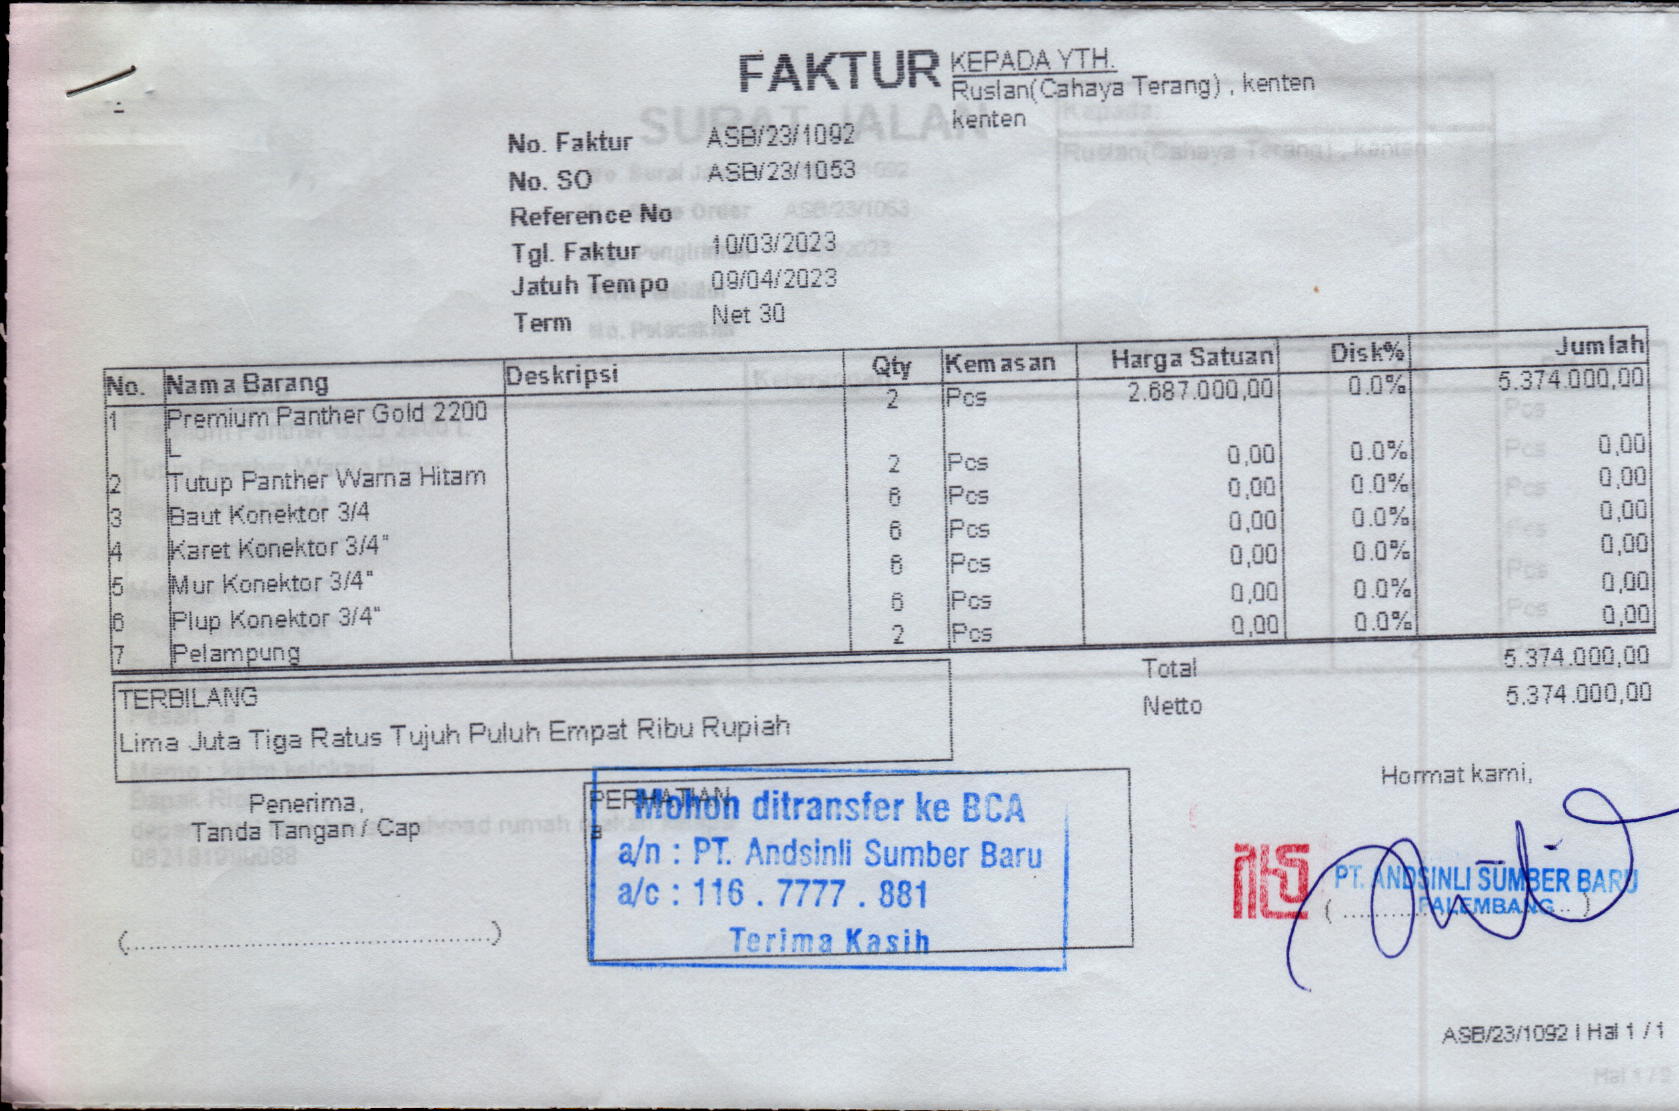 FAKTUR
KEPADA YTH.
Ruslan(Cahaya Terang) , kenten
kenten
No. Faktur ASB/23/1092
No. SO ASB/23/1053
Reference No
Tgl. Faktur 10/03/2023
Jatuh Tempo 09/04/2023
Term Net 30
No. Nama Barang Deskripsi Qty Kemasan Harga Satuan Disk% Jumlah
1 Premium Panther Gold 2200 L 2 Pcs 2.687.000,00 0.0% 5.374.000,00
2 Tutup Panther Warna Hitam 2 Pcs 0,00 0.0% 0,00
3 Baut Konektor 3/4 6 Pcs 0,00 0.0% 0,00
4 Karet Konektor 3/4" 6 Pcs 0,00 0.0% 0,00
5 Mur Konektor 3/4" 6 Pcs 0,00 0.0% 0,00
6 Plup Konektor 3/4" 6 Pcs 0,00 0.0% 0,00
7 Pelampung 2 Pcs 0,00 0.0% 0,00
Total 5.374.000,00
Netto 5.374.000,00
TERBILANG
Lima Juta Tiga Ratus Tujuh Puluh Empat Ribu Rupiah
Penerima,
Tanda Tangan / Cap
(................................................)
PERHATIAN
a
Mohon ditransfer ke BCA
a/n : PT. Andsinli Sumber Baru
a/c : 116 . 7777 . 881
Terima Kasih
Hormat kami,
PT. ANDSINLI SUMBER BARU
PALEMBANG
ASB/23/1092 | Hal 1 / 1